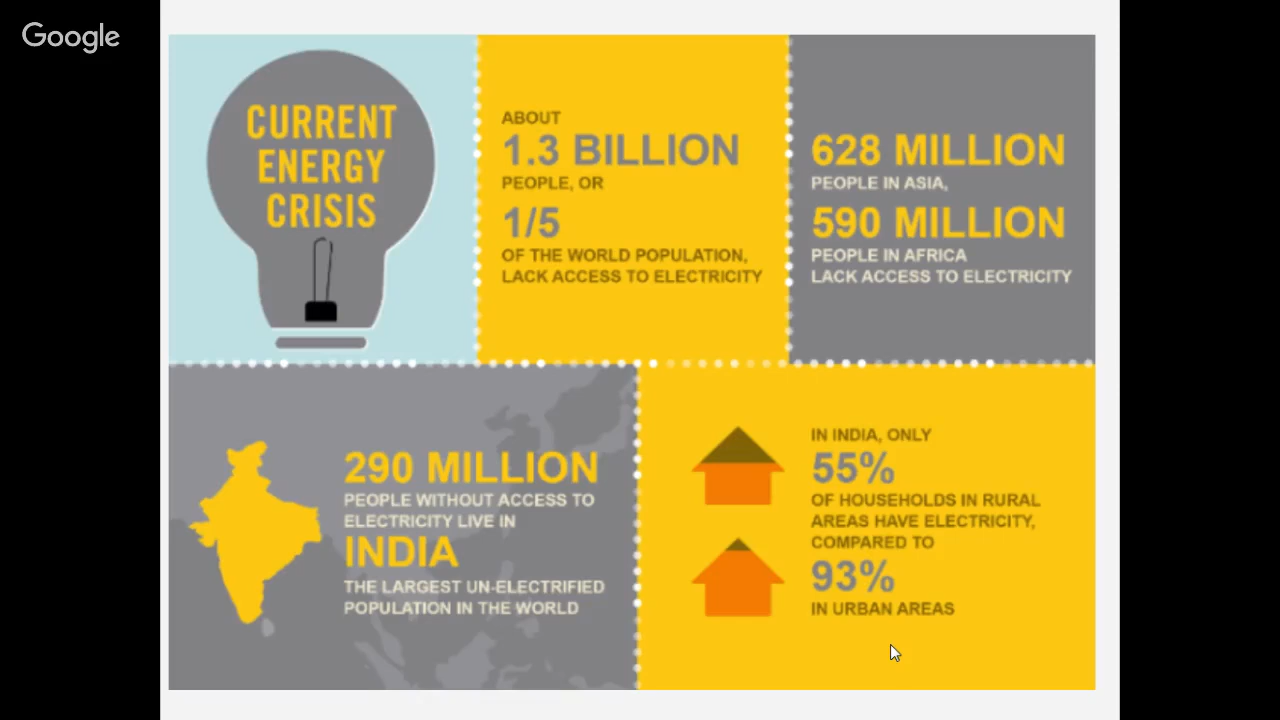 Google
CURRENT
ENERGY
CRISIS
ABOUT
1.3 BILLION
PEOPLE, OR
1/5
OF THE WORLD POPULATION,
LACK ACCESS TO ELECTRICITY
628 MILLION
PEOPLE IN ASIA,
590 MILLION
PEOPLE IN AFRICA
LACK ACCESS TO ELECTRICITY
290 MILLION
PEOPLE WITHOUT ACCESS TO
ELECTRICITY LIVE IN
INDIA
THE LARGEST UN-ELECTRIFIED
POPULATION IN THE WORLD
IN INDIA, ONLY
55%
OF HOUSEHOLDS IN RURAL
AREAS HAVE ELECTRICITY,
COMPARED TO
93%
IN URBAN AREAS